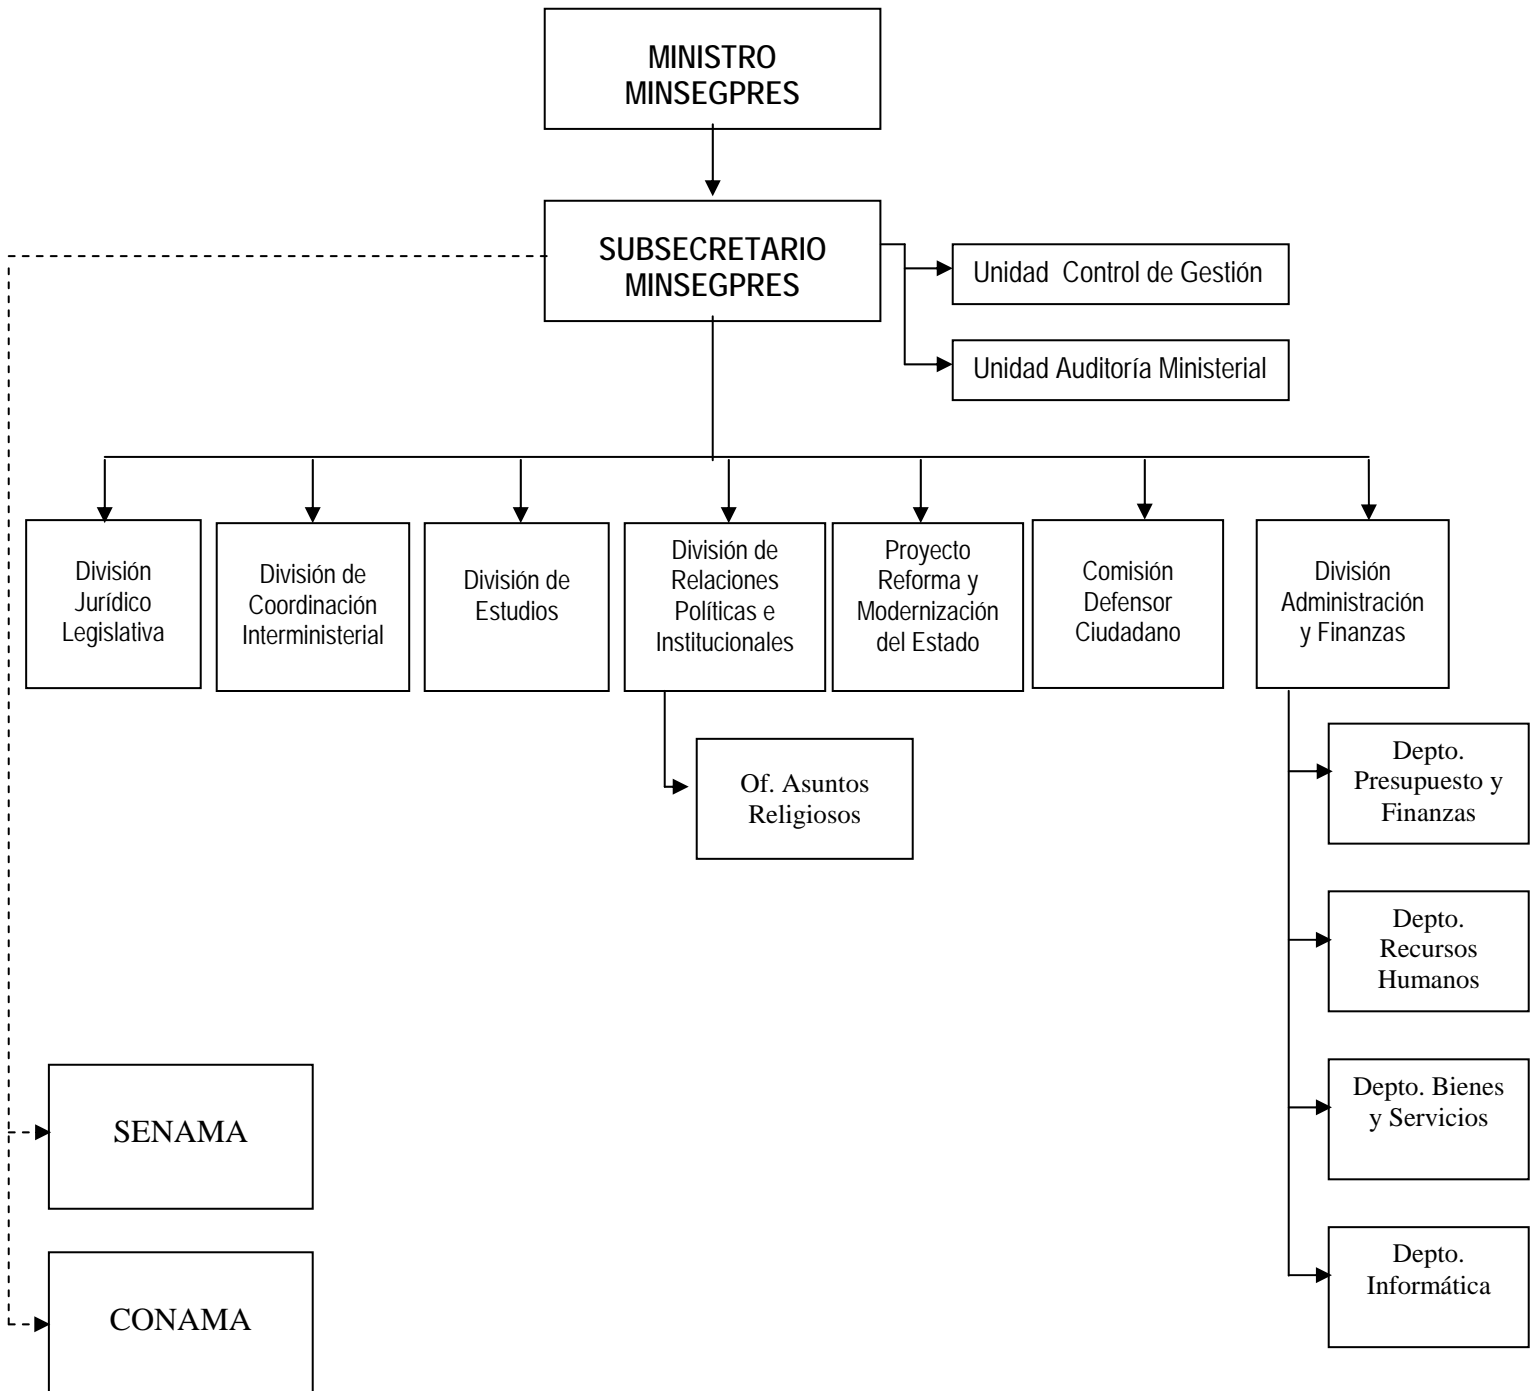 MINISTRO
MINSEGPRES
SUBSECRETARIO
MINSEGPRES
Unidad Control de Gestión
Unidad Auditoría Ministerial
División
Jurídico
Legislativa
División de
Coordinación
Interministerial
División de
Estudios
División de
Relaciones
Políticas e
Institucionales
Proyecto
Reforma y
Modernización
del Estado
Comisión
Defensor
Ciudadano
División
Administración
y Finanzas
Of. Asuntos
Religiosos
Depto.
Presupuesto y
Finanzas
Depto.
Recursos
Humanos
Depto. Bienes
y Servicios
Depto.
Informática
SENAMA
CONAMA